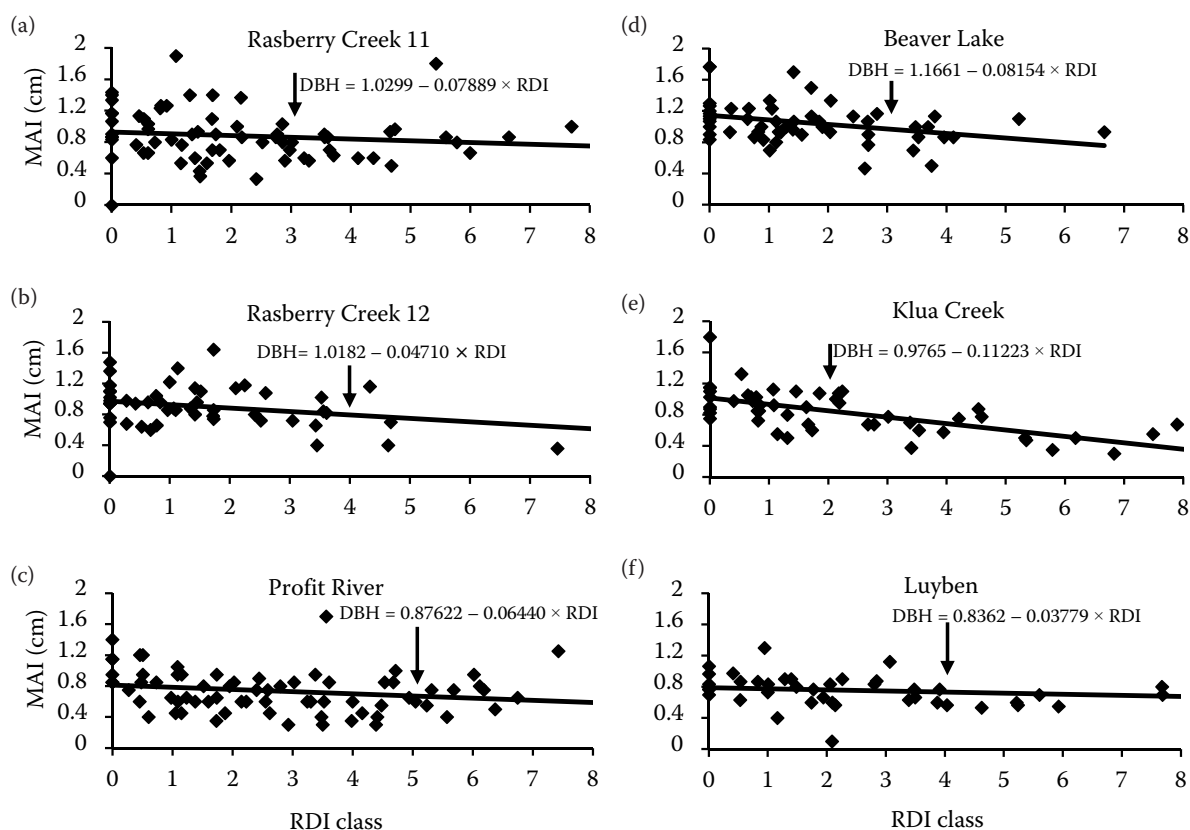 (a)
Rasberry Creek 11
DBH = 1.0299 – 0.07889 × RDI
MAI (cm)
2
1.6
1.2
0.8
0.4
0
0 1 2 3 4 5 6 7 8
(b)
Rasberry Creek 12
DBH= 1.0182 – 0.04710 × RDI
MAI (cm)
2
1.6
1.2
0.8
0.4
0
0 1 2 3 4 5 6 7 8
(c)
Profit River
DBH = 0.87622 – 0.06440 × RDI
MAI (cm)
2
1.6
1.2
0.8
0.4
0
0 1 2 3 4 5 6 7 8
RDI class
(d)
Beaver Lake
DBH = 1.1661 – 0.08154 × RDI
2
1.6
1.2
0.8
0.4
0
0 1 2 3 4 5 6 7 8
(e)
Klua Creek
DBH = 0.9765 – 0.11223 × RDI
2
1.6
1.2
0.8
0.4
0
0 1 2 3 4 5 6 7 8
(f)
Luyben
DBH = 0.8362 – 0.03779 × RDI
2
1.6
1.2
0.8
0.4
0
0 1 2 3 4 5 6 7 8
RDI class